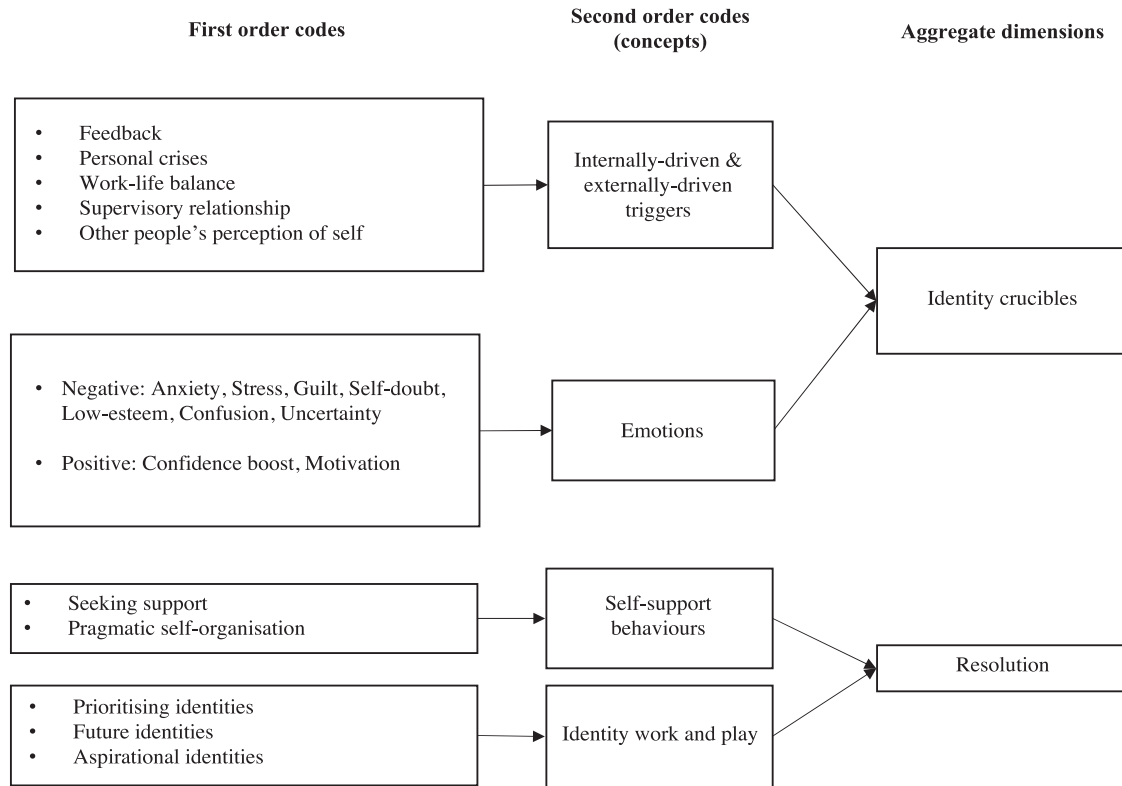 First order codes
Second order codes
(concepts)
Aggregate dimensions
• Feedback
• Personal crises
• Work-life balance
• Supervisory relationship
• Other people’s perception of self
Internally-driven &
externally-driven
triggers
Identity crucibles
• Negative: Anxiety, Stress, Guilt, Self-doubt,
Low-esteem, Confusion, Uncertainty
• Positive: Confidence boost, Motivation
Emotions
• Seeking support
• Pragmatic self-organisation
Self-support
behaviours
Resolution
• Prioritising identities
• Future identities
• Aspirational identities
Identity work and play